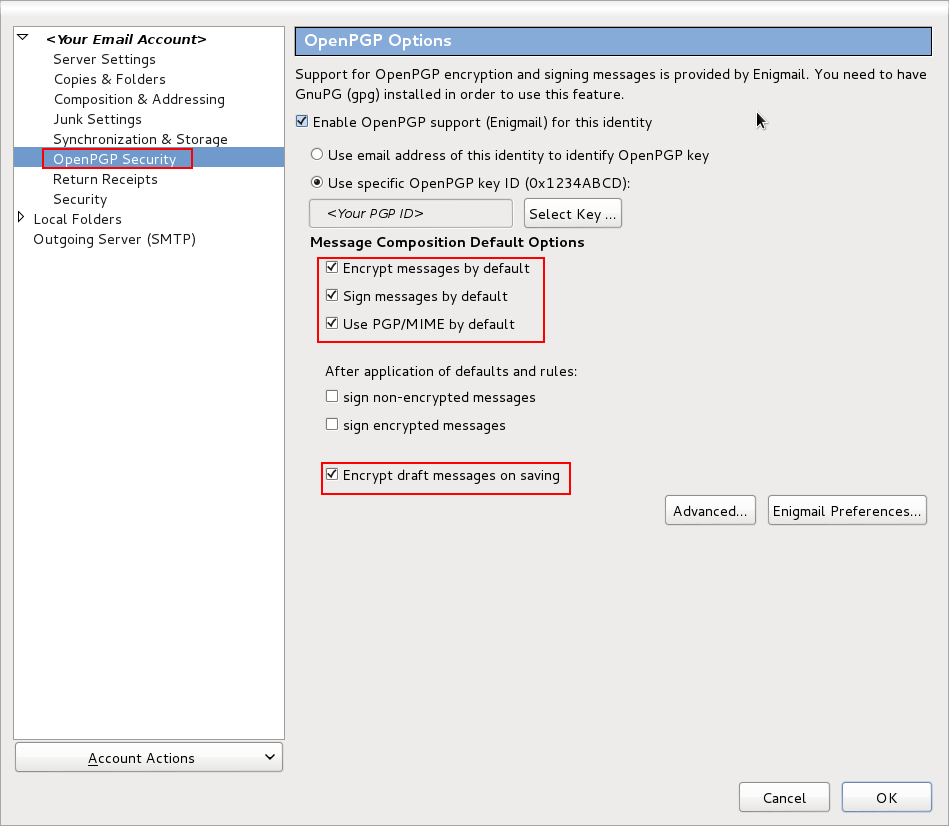 <Your Email Account>
Server Settings
Copies & Folders
Composition & Addressing
Junk Settings
Synchronization & Storage
OpenPGP Security
Return Receipts
Security
Local Folders
Outgoing Server (SMTP)
Account Actions
OpenPGP Options
Support for OpenPGP encryption and signing messages is provided by Enigmail. You need to have
GnuPG (gpg) installed in order to use this feature.
Enable OpenPGP support (Enigmail) for this identity
Use email address of this identity to identify OpenPGP key
Use specific OpenPGP key ID (0x1234ABCD):
<Your PGP ID> Select Key ...
Message Composition Default Options
Encrypt messages by default
Sign messages by default
Use PGP/MIME by default
After application of defaults and rules:
sign non-encrypted messages
sign encrypted messages
Encrypt draft messages on saving
Advanced... Enigmail Preferences...
Cancel OK